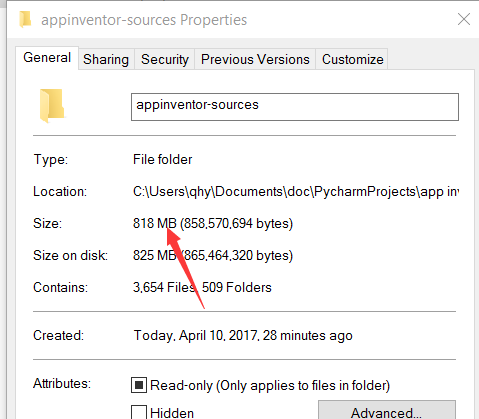 appinventor-sources Properties
General Sharing Security Previous Versions Customize
appinventor-sources
Type: File folder
Location: C:\Users\qhy\Documents\doc\PycharmProjects\app inv
Size: 818 MB (858,570,694 bytes)
Size on disk: 825 MB (865,464,320 bytes)
Contains: 3,654 Files, 509 Folders
Created: Today, April 10, 2017, 28 minutes ago
Attributes: Read-only (Only applies to files in folder)
Hidden Advanced...